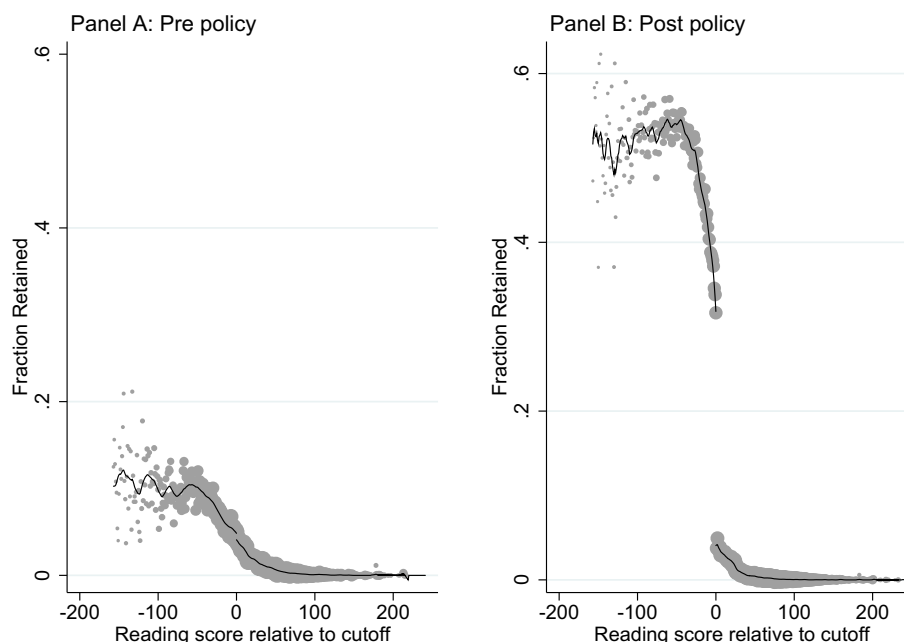 Panel A: Pre policy
Fraction Retained
.6
.4
.2
0
-200 -100 0 100 200
Reading score relative to cutoff
Panel B: Post policy
Fraction Retained
.6
.4
.2
0
-200 -100 0 100 200
Reading score relative to cutoff